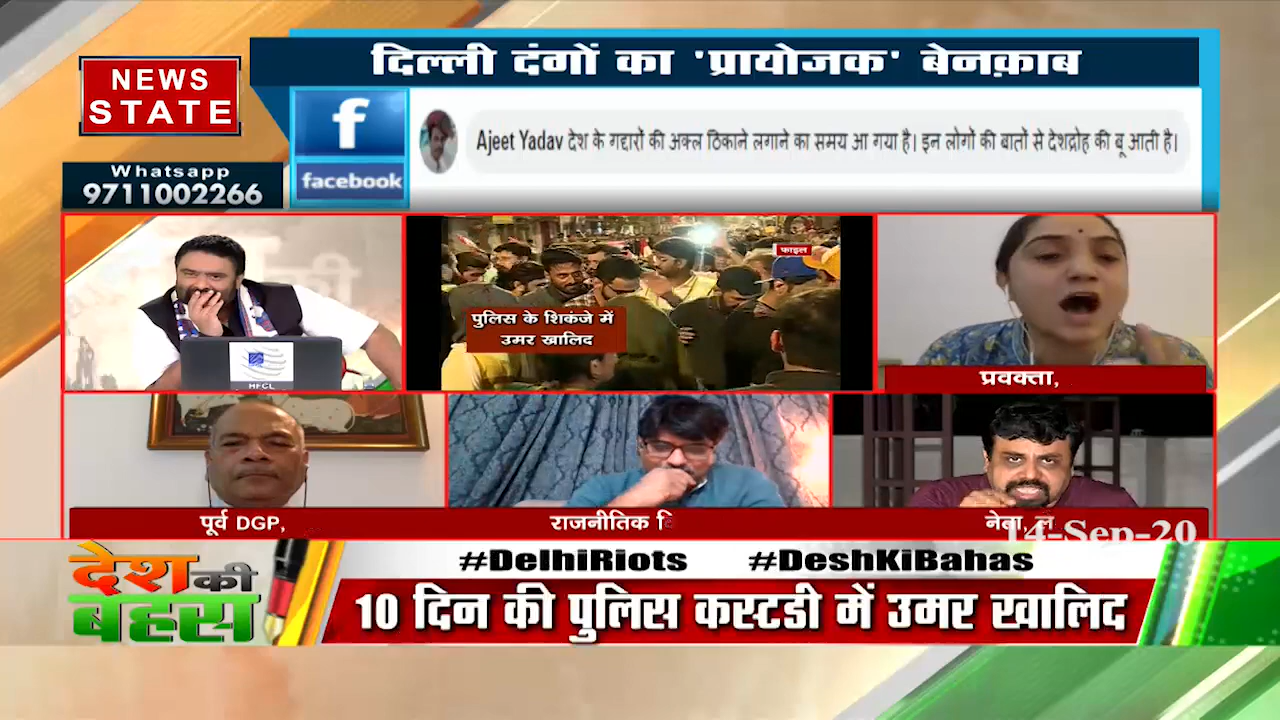 NEWS
STATE
दिल्ली दंगों का 'प्रायोजक' बेनक़ाब
f
facebook
Ajeet Yadav देश के गद्दारों की अक्ल ठिकाने लगाने का समय आ गया है। इन लोगों की बातों से देशद्रोह की बू आती है।
Whatsapp
9711002266
HFCL
फाइल
पुलिस के शिकंजे में
उमर खालिद
प्रवक्ता,
पूर्व DGP,
राजनीतिक
नेता,
14-Sep-20
देश की
बहस
#DelhiRiots #DeshKiBahas
10 दिन की पुलिस कस्टडी में उमर खालिद